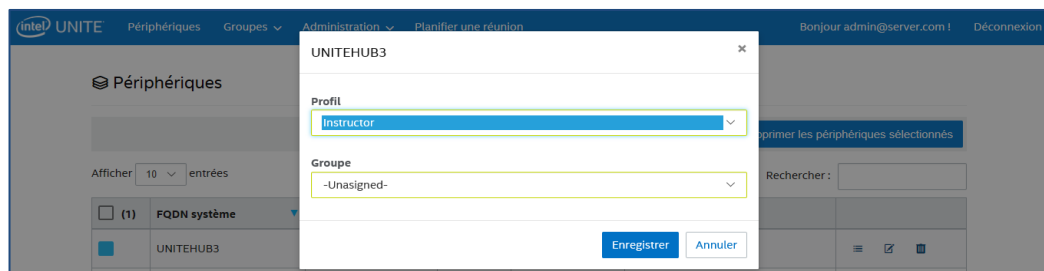 intel UNITE Périphériques Groupes Administration Planifier une réunion Bonjour admin@server.com ! Déconnexion
UNITEHUB3 ×
Périphériques
Profil
Instructor
pprimer les périphériques sélectionnés
Groupe
Afficher 10 entrées Rechercher :
-Unasigned-
(1) FQDN système
Enregistrer Annuler
UNITEHUB3